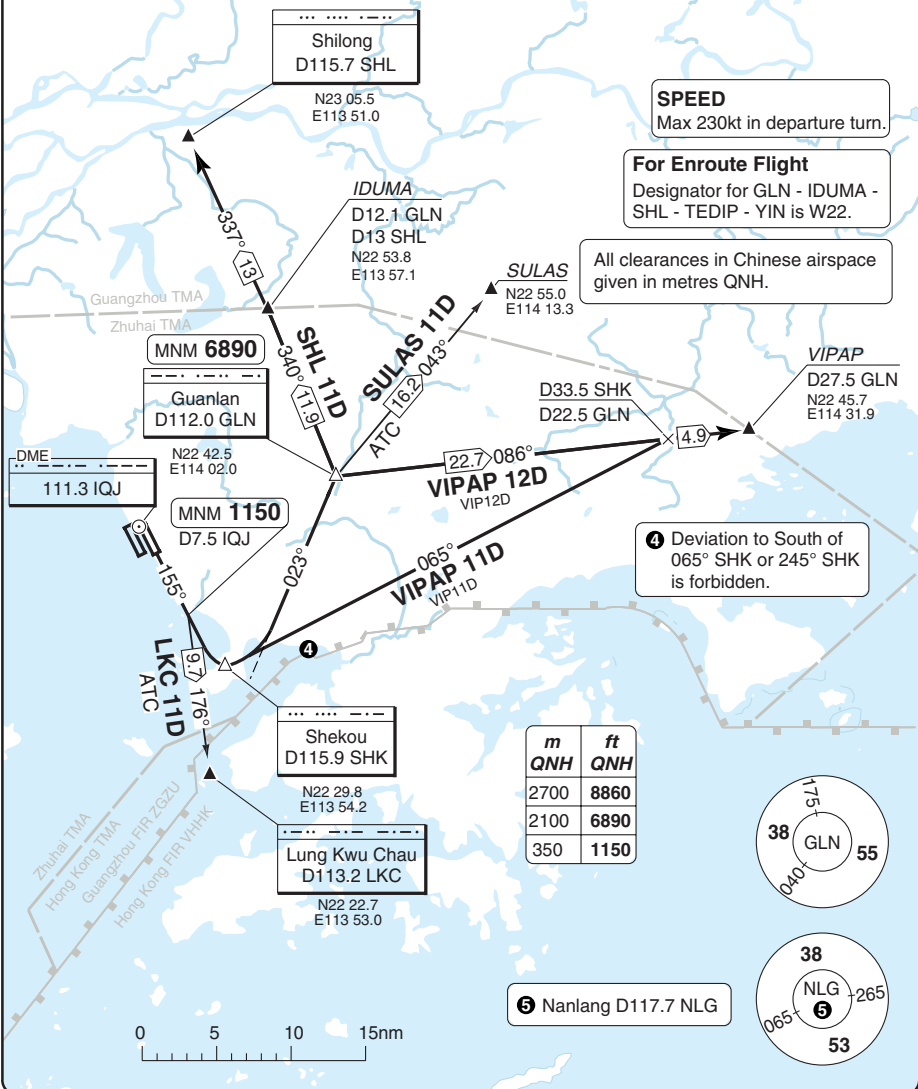 Shilong
D115.7 SHL
N23 05.5
E113 51.0
SPEED
Max 230kt in departure turn.
For Enroute Flight
Designator for GLN - IDUMA -
SHL - TEDIP - YIN is W22.
All clearances in Chinese airspace
given in metres QNH.
IDUMA
D12.1 GLN
D13 SHL
N22 53.8
E113 57.1
337°
13
SULAS
N22 55.0
E114 13.3
Guangzhou TMA
Zhuhai TMA
SHL 11D
340°
11.9
SULAS 11D
ATC
16.2
043°
MNM 6890
Guanlan
D112.0 GLN
N22 42.5
E114 02.0
VIPAP
D27.5 GLN
N22 45.7
E114 31.9
D33.5 SHK
D22.5 GLN
4.9
22.7
086°
VIPAP 12D
VIP12D
DME
111.3 IQJ
MNM 1150
D7.5 IQJ
155°
023°
065°
VIPAP 11D
VIP11D
4 Deviation to South of
065° SHK or 245° SHK
is forbidden.
4
LKC 11D
ATC
9.7
176°
Shekou
D115.9 SHK
N22 29.8
E113 54.2
Lung Kwu Chau
D113.2 LKC
N22 22.7
E113 53.0
Zhuhai TMA
Hong Kong TMA
Guangzhou FIR ZGZU
Hong Kong FIR VHHK
m ft
QNH QNH
2700 8860
2100 6890
350 1150
175
38
GLN
55
040
5 Nanlang D117.7 NLG
38
NLG
5
265
065
53
0 5 10 15nm